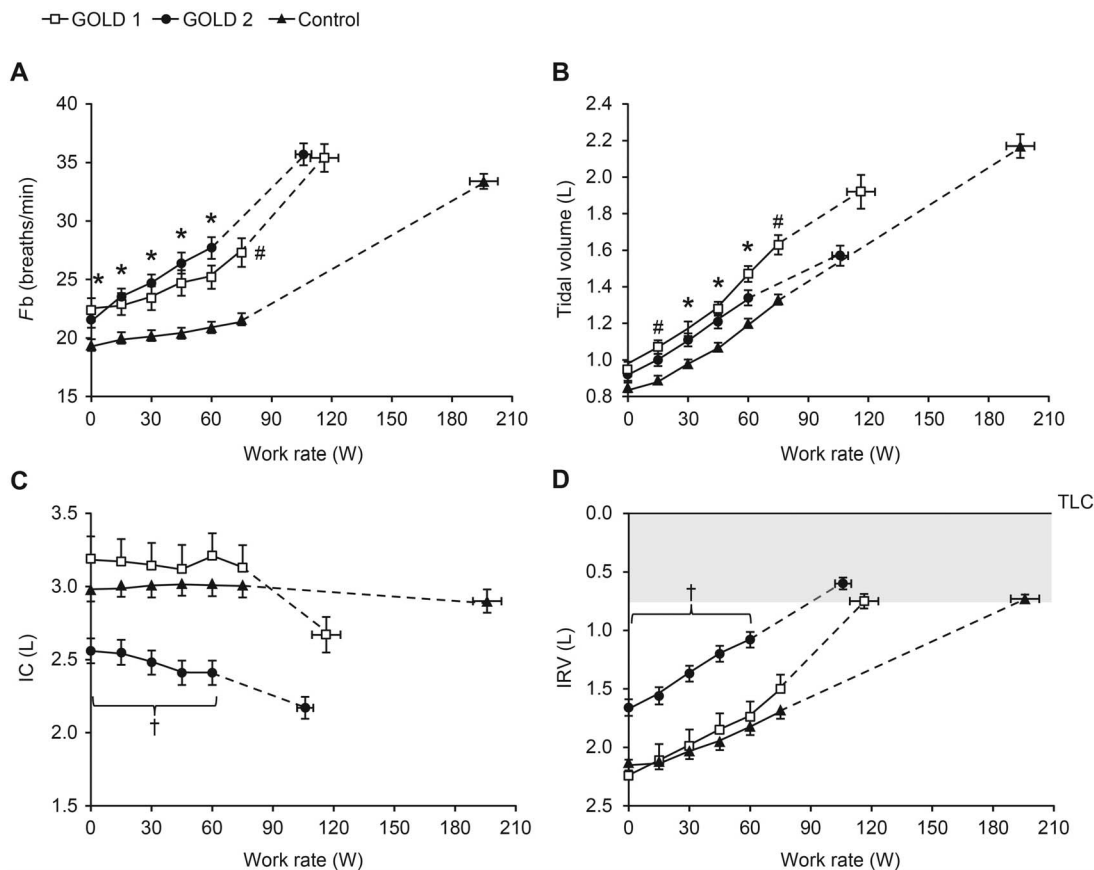 GOLD 1 GOLD 2 Control
A
Fb (breaths/min)
40
35
30
25
20
15
* * * * *
#
0 30 60 90 120 150 180 210
Work rate (W)
B
Tidal volume (L)
2.4
2.2
2.0
1.8
1.6
1.4
1.2
1.0
0.8
# * * * #
0 30 60 90 120 150 180 210
Work rate (W)
C
IC (L)
3.5
3.0
2.5
2.0
1.5
†
0 30 60 90 120 150 180 210
Work rate (W)
D
TLC
IRV (L)
0.0
0.5
1.0
1.5
2.0
2.5
†
0 30 60 90 120 150 180 210
Work rate (W)